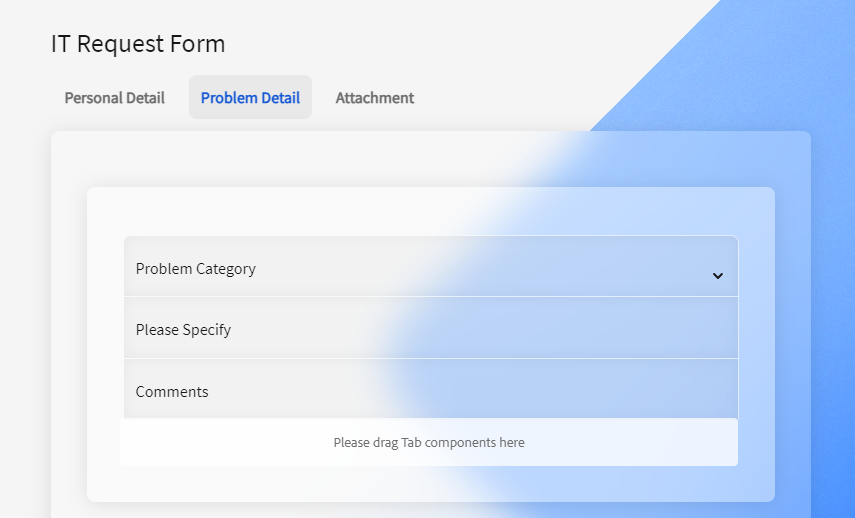 IT Request Form
Personal Detail Problem Detail Attachment
Problem Category
Please Specify
Comments
Please drag Tab components here